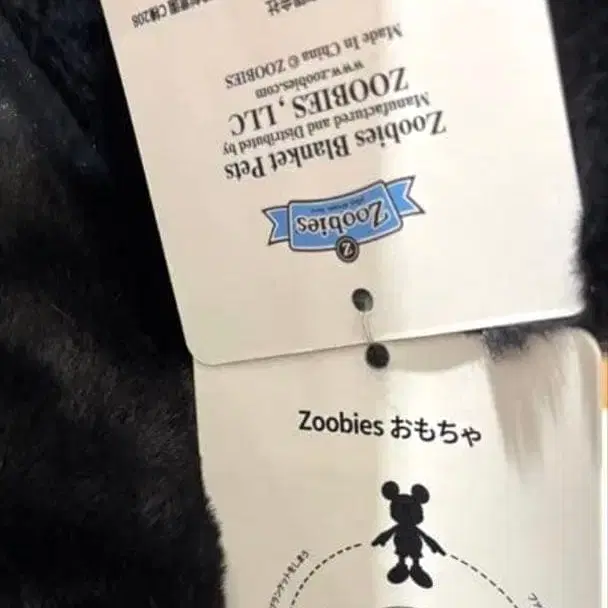 Zoobies
Zoobies Blanket Pets
Manufactured and Distributed by
ZOOBIES, LLC
www.zoobies.com
Made In China © ZOOBIES
Zoobies おもちゃ